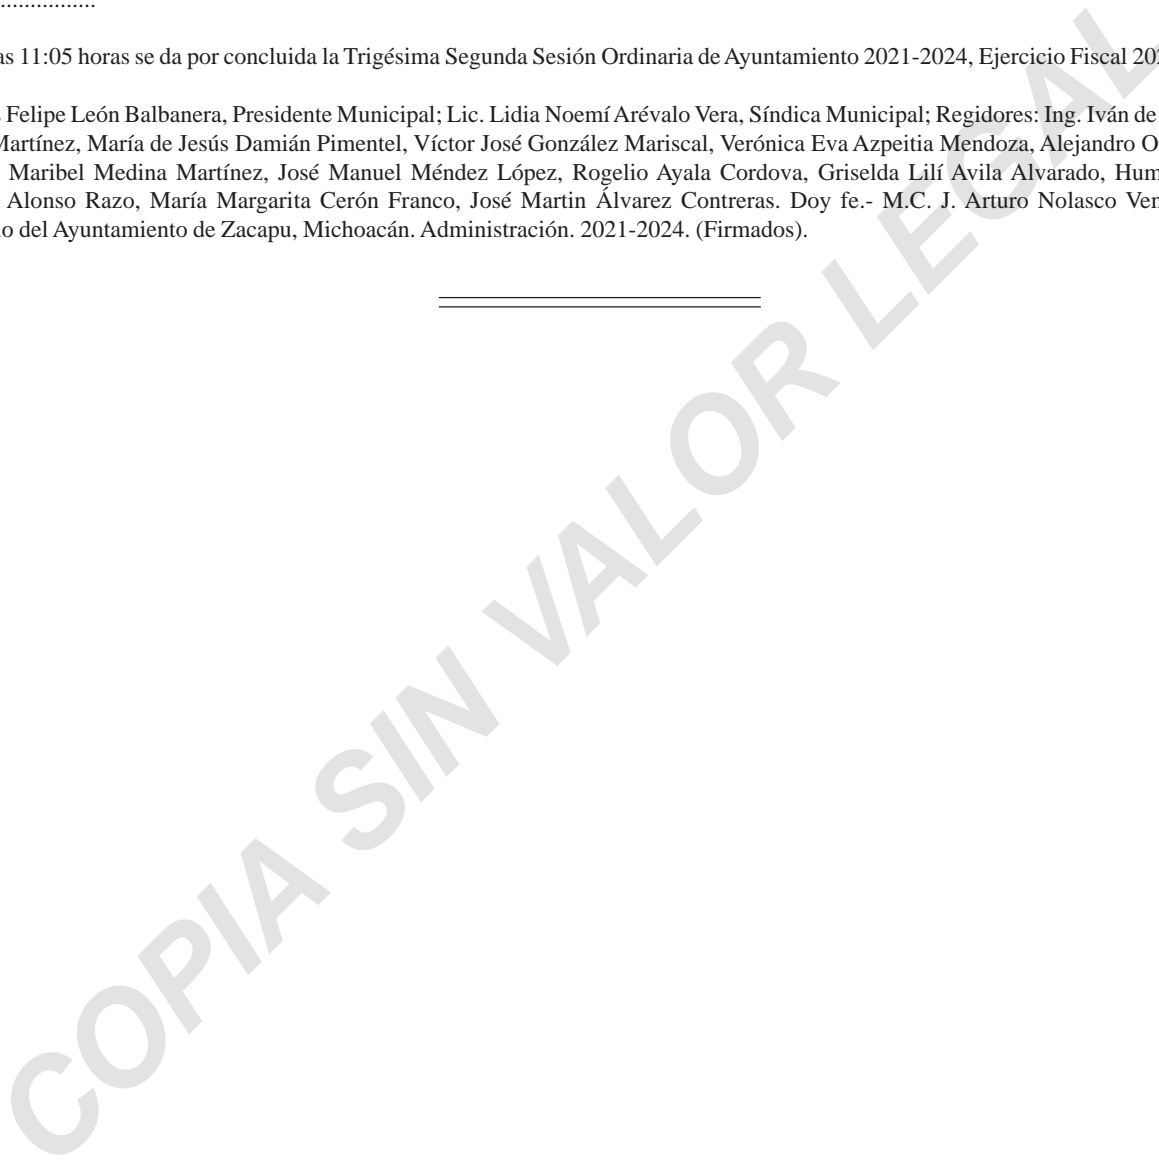 ................
as 11:05 horas se da por concluida la Trigésima Segunda Sesión Ordinaria de Ayuntamiento 2021-2024, Ejercicio Fiscal 202
Felipe León Balbanera, Presidente Municipal; Lic. Lidia Noemí Arévalo Vera, Síndica Municipal; Regidores: Ing. Iván de
Martínez, María de Jesús Damián Pimentel, Víctor José González Mariscal, Verónica Eva Azpeitia Mendoza, Alejandro O
Maribel Medina Martínez, José Manuel Méndez López, Rogelio Ayala Cordova, Griselda Lilí Avila Alvarado, Hum
Alonso Razo, María Margarita Cerón Franco, José Martin Álvarez Contreras. Doy fe.- M.C. J. Arturo Nolasco Ven
io del Ayuntamiento de Zacapu, Michoacán. Administración. 2021-2024. (Firmados).
COPIA SIN VALOR LEGAL